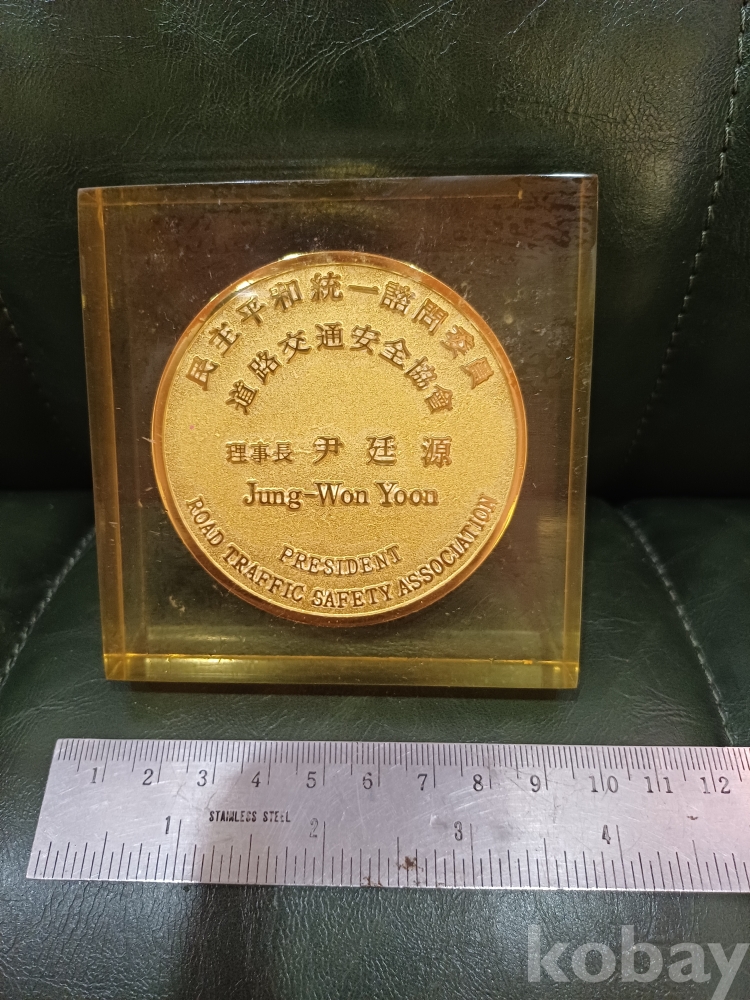 民主平和統一諮問委員
道路交通安全協會
理事長 尹廷源
Jung-Won Yoon
PRESIDENT
ROAD TRAFFIC SAFETY ASSOCIATION
1 2 3 4 5 6 7 8 9 10 11 12
STAINLESS STEEL
1 2 3 4
kobay